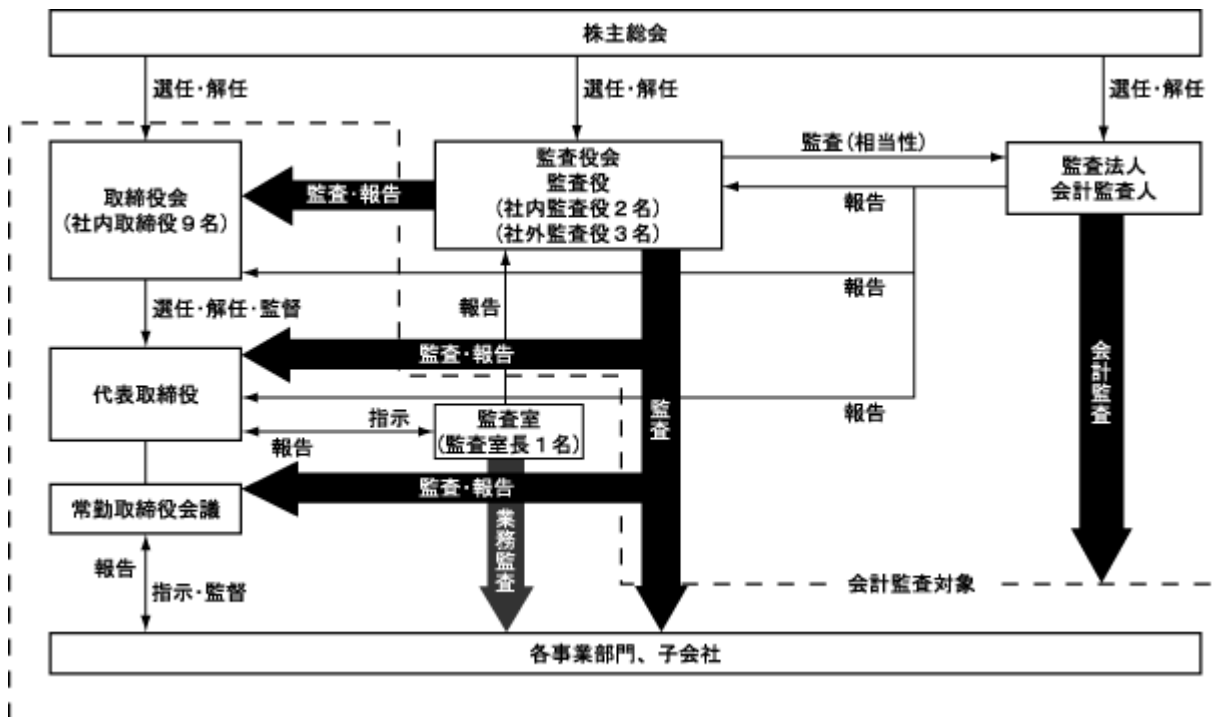 株主総会
選任・解任
選任・解任
選任・解任
取締役会
(社内取締役9名)
監査・報告
監査役会
監査役
(社内監査役2名)
(社外監査役3名)
監査(相当性)
報告
監査法人
会計監査人
報告
選任・解任・監督
報告
監査・報告
代表取締役
報告
指示
報告
監査室
(監査室長1名)
監査
会計監査
監査・報告
常勤取締役会議
業務監査
報告
指示・監督
会計監査対象
各事業部門、子会社